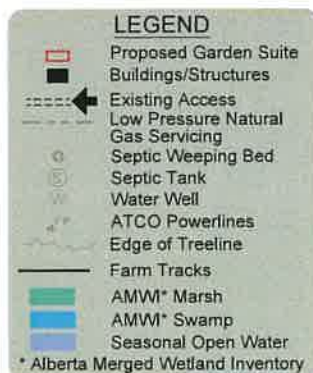 LEGEND
Proposed Garden Suite
Buildings/Structures
Existing Access
Low Pressure Natural
Gas Servicing
Septic Weeping Bed
S Septic Tank
W Water Well
ATCO Powerlines
Edge of Treeline
Farm Tracks
AMWI* Marsh
AMWI* Swamp
Seasonal Open Water
* Alberta Merged Wetland Inventory